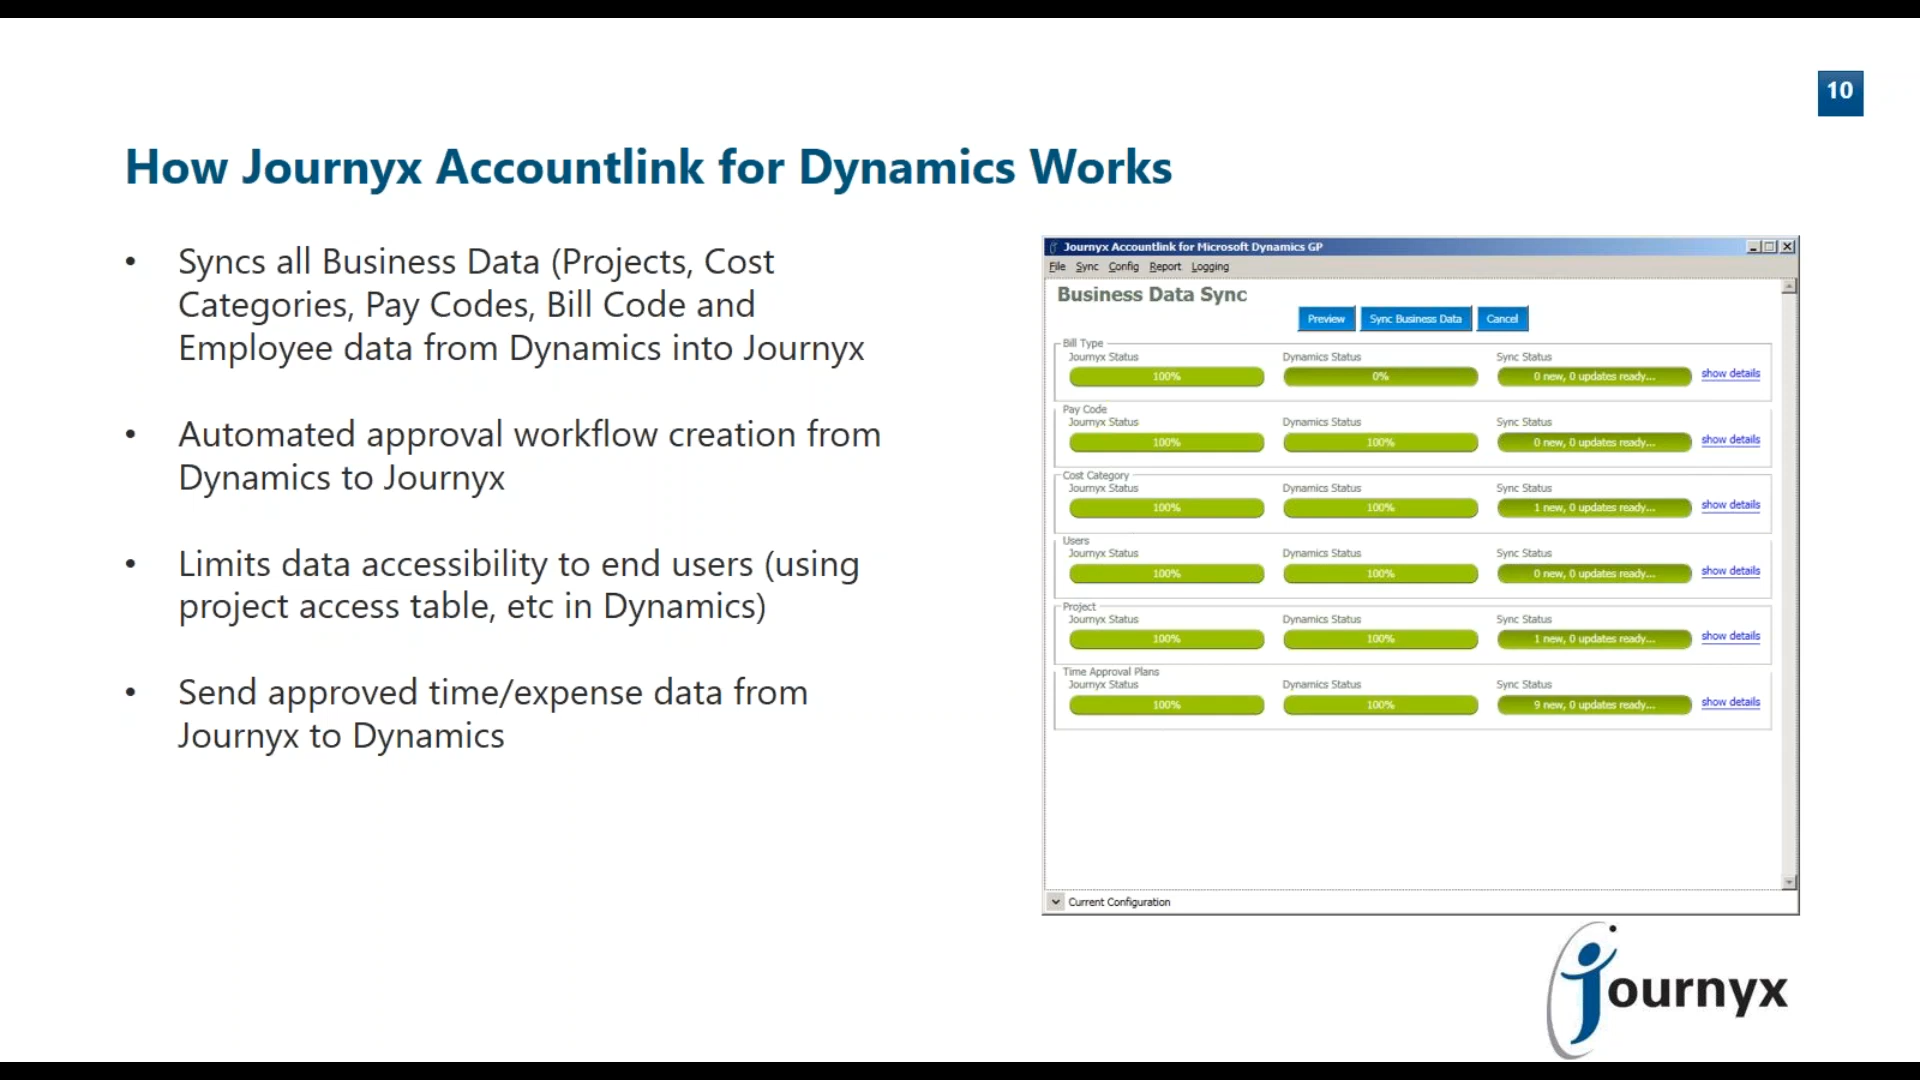 10
How Journyx Accountlink for Dynamics Works
• Syncs all Business Data (Projects, Cost
Categories, Pay Codes, Bill Code and
Employee data from Dynamics into Journyx
• Automated approval workflow creation from
Dynamics to Journyx
• Limits data accessibility to end users (using
project access table, etc in Dynamics)
• Send approved time/expense data from
Journyx to Dynamics
Journyx Accountlink for Microsoft Dynamics GP
File Sync Config Report Logging
Business Data Sync
Preview Sync Business Data Cancel
Bill Type
Journyx Status Dynamics Status Sync Status
100% 0% 0 new, 0 updates ready... show details
Pay Code
Journyx Status Dynamics Status Sync Status
100% 100% 0 new, 0 updates ready... show details
Cost Category
Journyx Status Dynamics Status Sync Status
100% 100% 1 new, 0 updates ready... show details
Users
Journyx Status Dynamics Status Sync Status
100% 100% 0 new, 0 updates ready... show details
Project
Journyx Status Dynamics Status Sync Status
100% 100% 1 new, 0 updates ready... show details
Time Approval Plans
Journyx Status Dynamics Status Sync Status
100% 100% 9 new, 0 updates ready... show details
Current Configuration
journyx